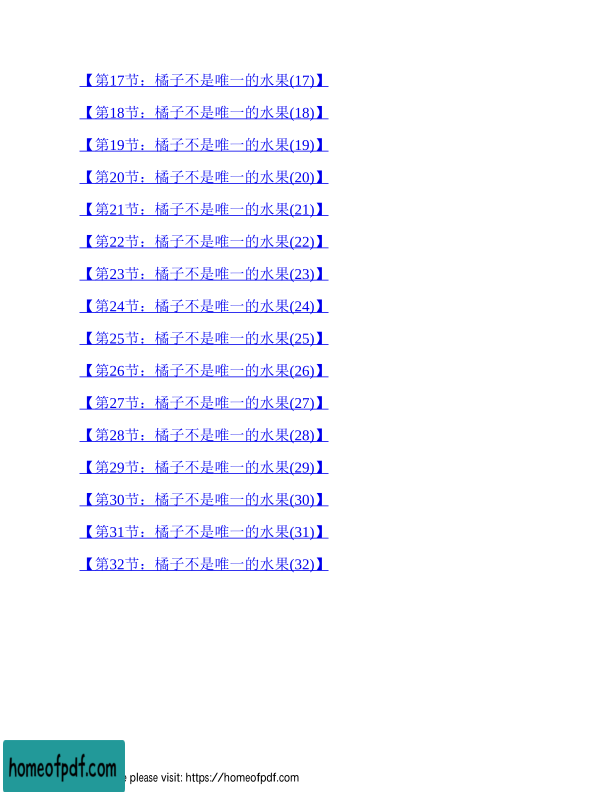 【第17节：橘子不是唯一的水果(17)】
【第18节：橘子不是唯一的水果(18)】
【第19节：橘子不是唯一的水果(19)】
【第20节：橘子不是唯一的水果(20)】
【第21节：橘子不是唯一的水果(21)】
【第22节：橘子不是唯一的水果(22)】
【第23节：橘子不是唯一的水果(23)】
【第24节：橘子不是唯一的水果(24)】
【第25节：橘子不是唯一的水果(25)】
【第26节：橘子不是唯一的水果(26)】
【第27节：橘子不是唯一的水果(27)】
【第28节：橘子不是唯一的水果(28)】
【第29节：橘子不是唯一的水果(29)】
【第30节：橘子不是唯一的水果(30)】
【第31节：橘子不是唯一的水果(31)】
【第32节：橘子不是唯一的水果(32)】
homeofpdf.com please visit: https://homeofpdf.com